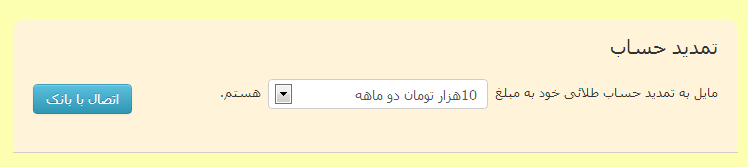 تمدید حساب
مایل به تمدید حساب طلائی خود به مبلغ 10هزار تومان دو ماهه هستم.
اتصال با بانک